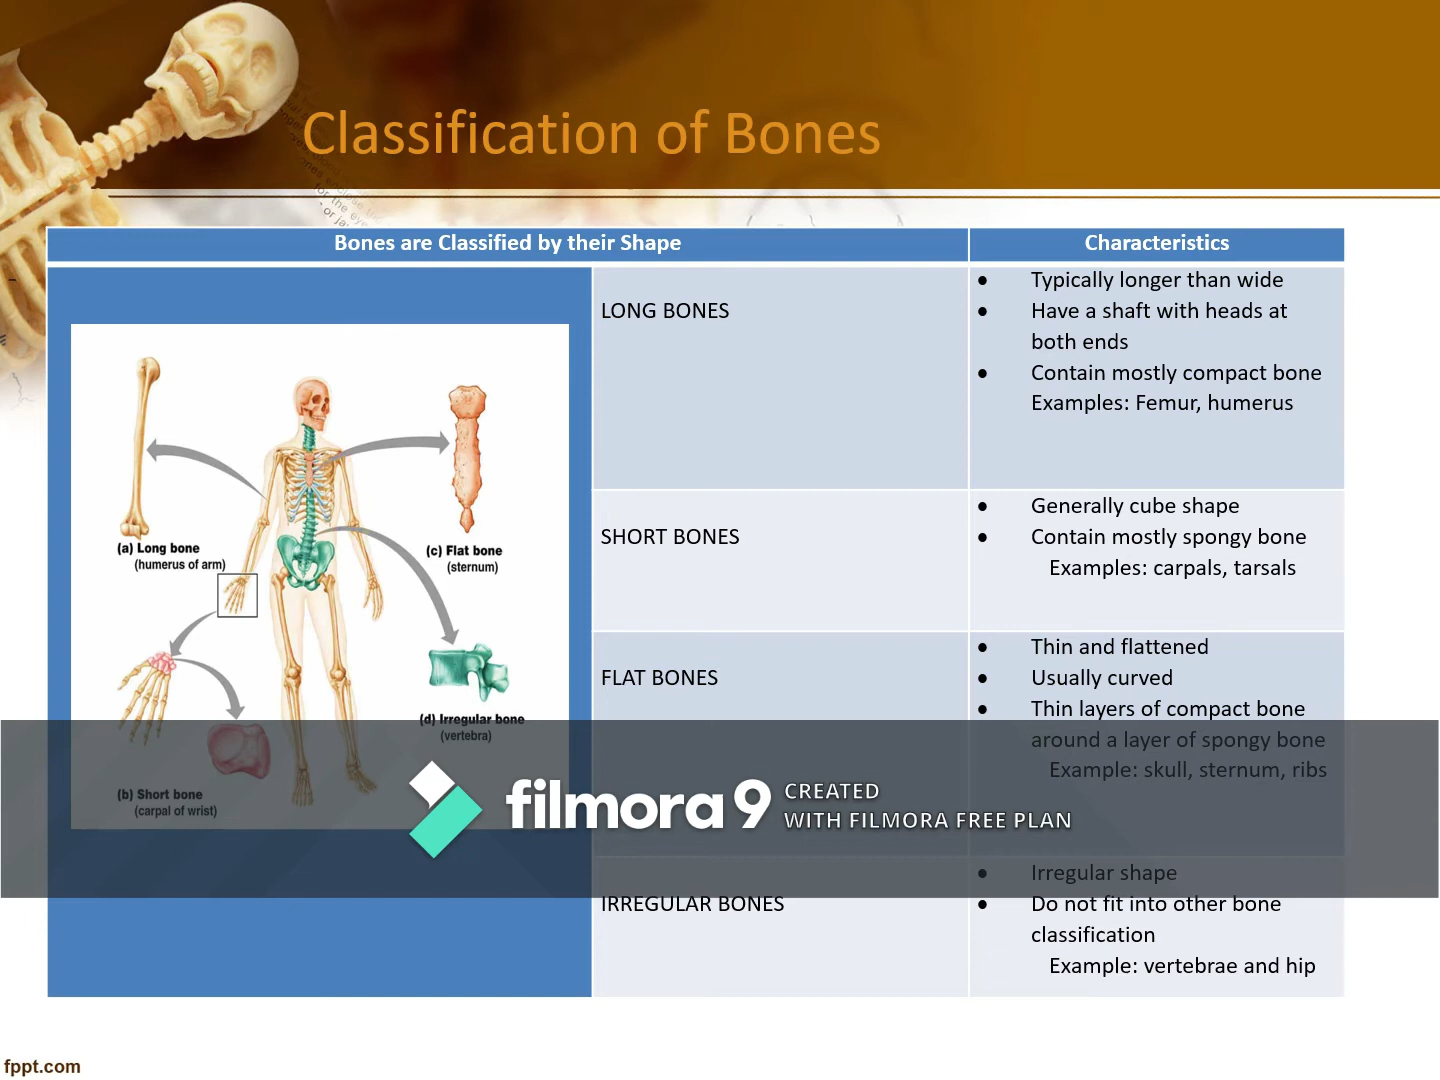 Classification of Bones
Bones are Classified by their Shape
Characteristics
(a) Long bone
(humerus of arm)
(c) Flat bone
(sternum)
(d) Irregular bone
(vertebra)
(b) Short bone
(carpal of wrist)
LONG BONES
• Typically longer than wide
• Have a shaft with heads at
both ends
• Contain mostly compact bone
Examples: Femur, humerus
SHORT BONES
• Generally cube shape
• Contain mostly spongy bone
Examples: carpals, tarsals
FLAT BONES
• Thin and flattened
• Usually curved
• Thin layers of compact bone
around a layer of spongy bone
Example: skull, sternum, ribs
IRREGULAR BONES
• Irregular shape
• Do not fit into other bone
classification
Example: vertebrae and hip
filmora 9
CREATED
WITH FILMORA FREE PLAN
fppt.com